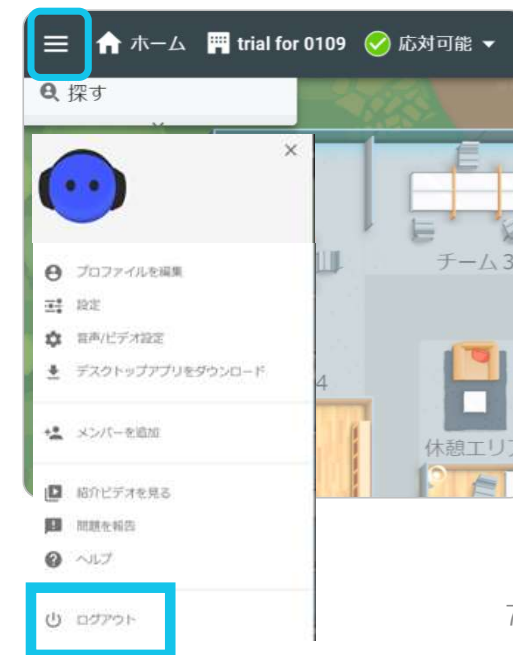 ホーム trial for 0109 応対可能
探す
チーム 3
プロファイルを編集
設定
音声/ビデオ設定
デスクトップアプリをダウンロード
4
メンバーを追加
休憩エリ
紹介ビデオを見る
問題を報告
ヘルプ
ログアウト